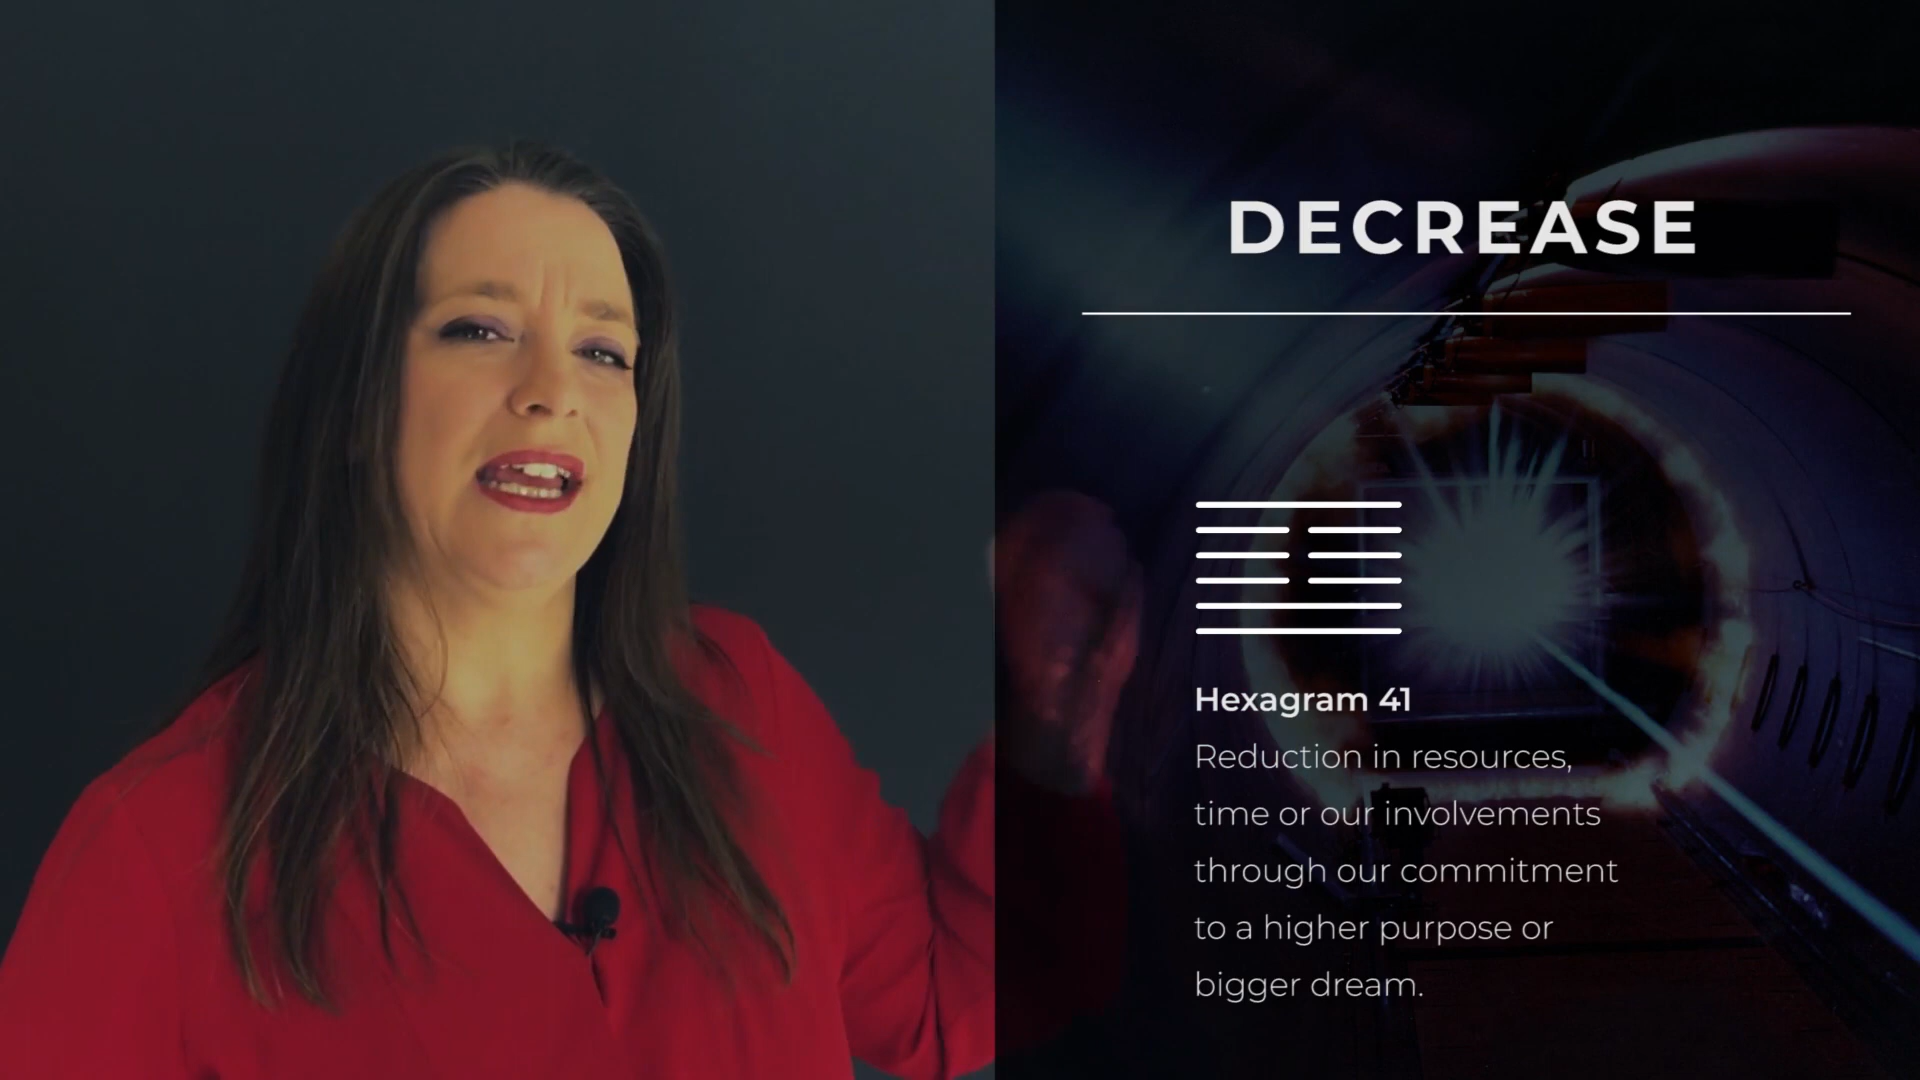 DECREASE
Hexagram 41
Reduction in resources,
time or our involvements
through our commitment
to a higher purpose or
bigger dream.